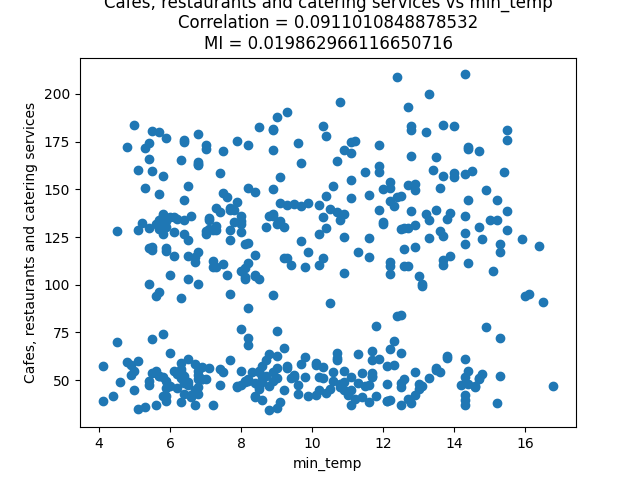 Cafes, restaurants and catering services vs min_temp
Correlation = 0.0911010848878532
MI = 0.019862966116650716
Cafes, restaurants and catering services
200
175
150
125
100
75
50
4 6 8 10 12 14 16
min_temp